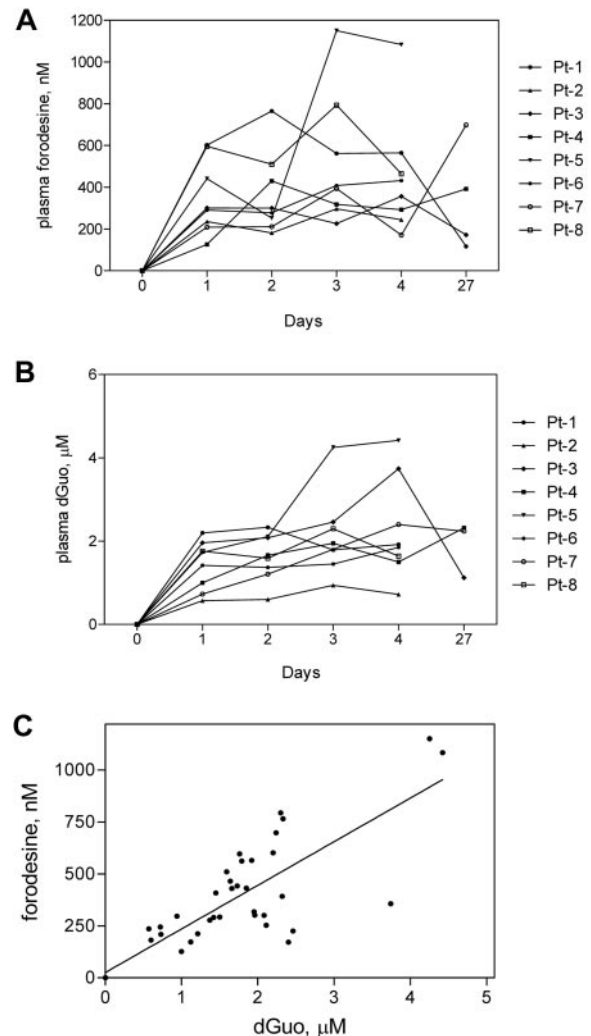 A
1200
1000
800
600
400
200
0
plasma forodesine, nM
0 1 2 3 4 27
Days
Pt-1
Pt-2
Pt-3
Pt-4
Pt-5
Pt-6
Pt-7
Pt-8
B
6
4
2
0
plasma dGuo, μM
0 1 2 3 4 27
Days
Pt-1
Pt-2
Pt-3
Pt-4
Pt-5
Pt-6
Pt-7
Pt-8
C
1000
750
500
250
0
forodesine, nM
0 1 2 3 4 5
dGuo, μM